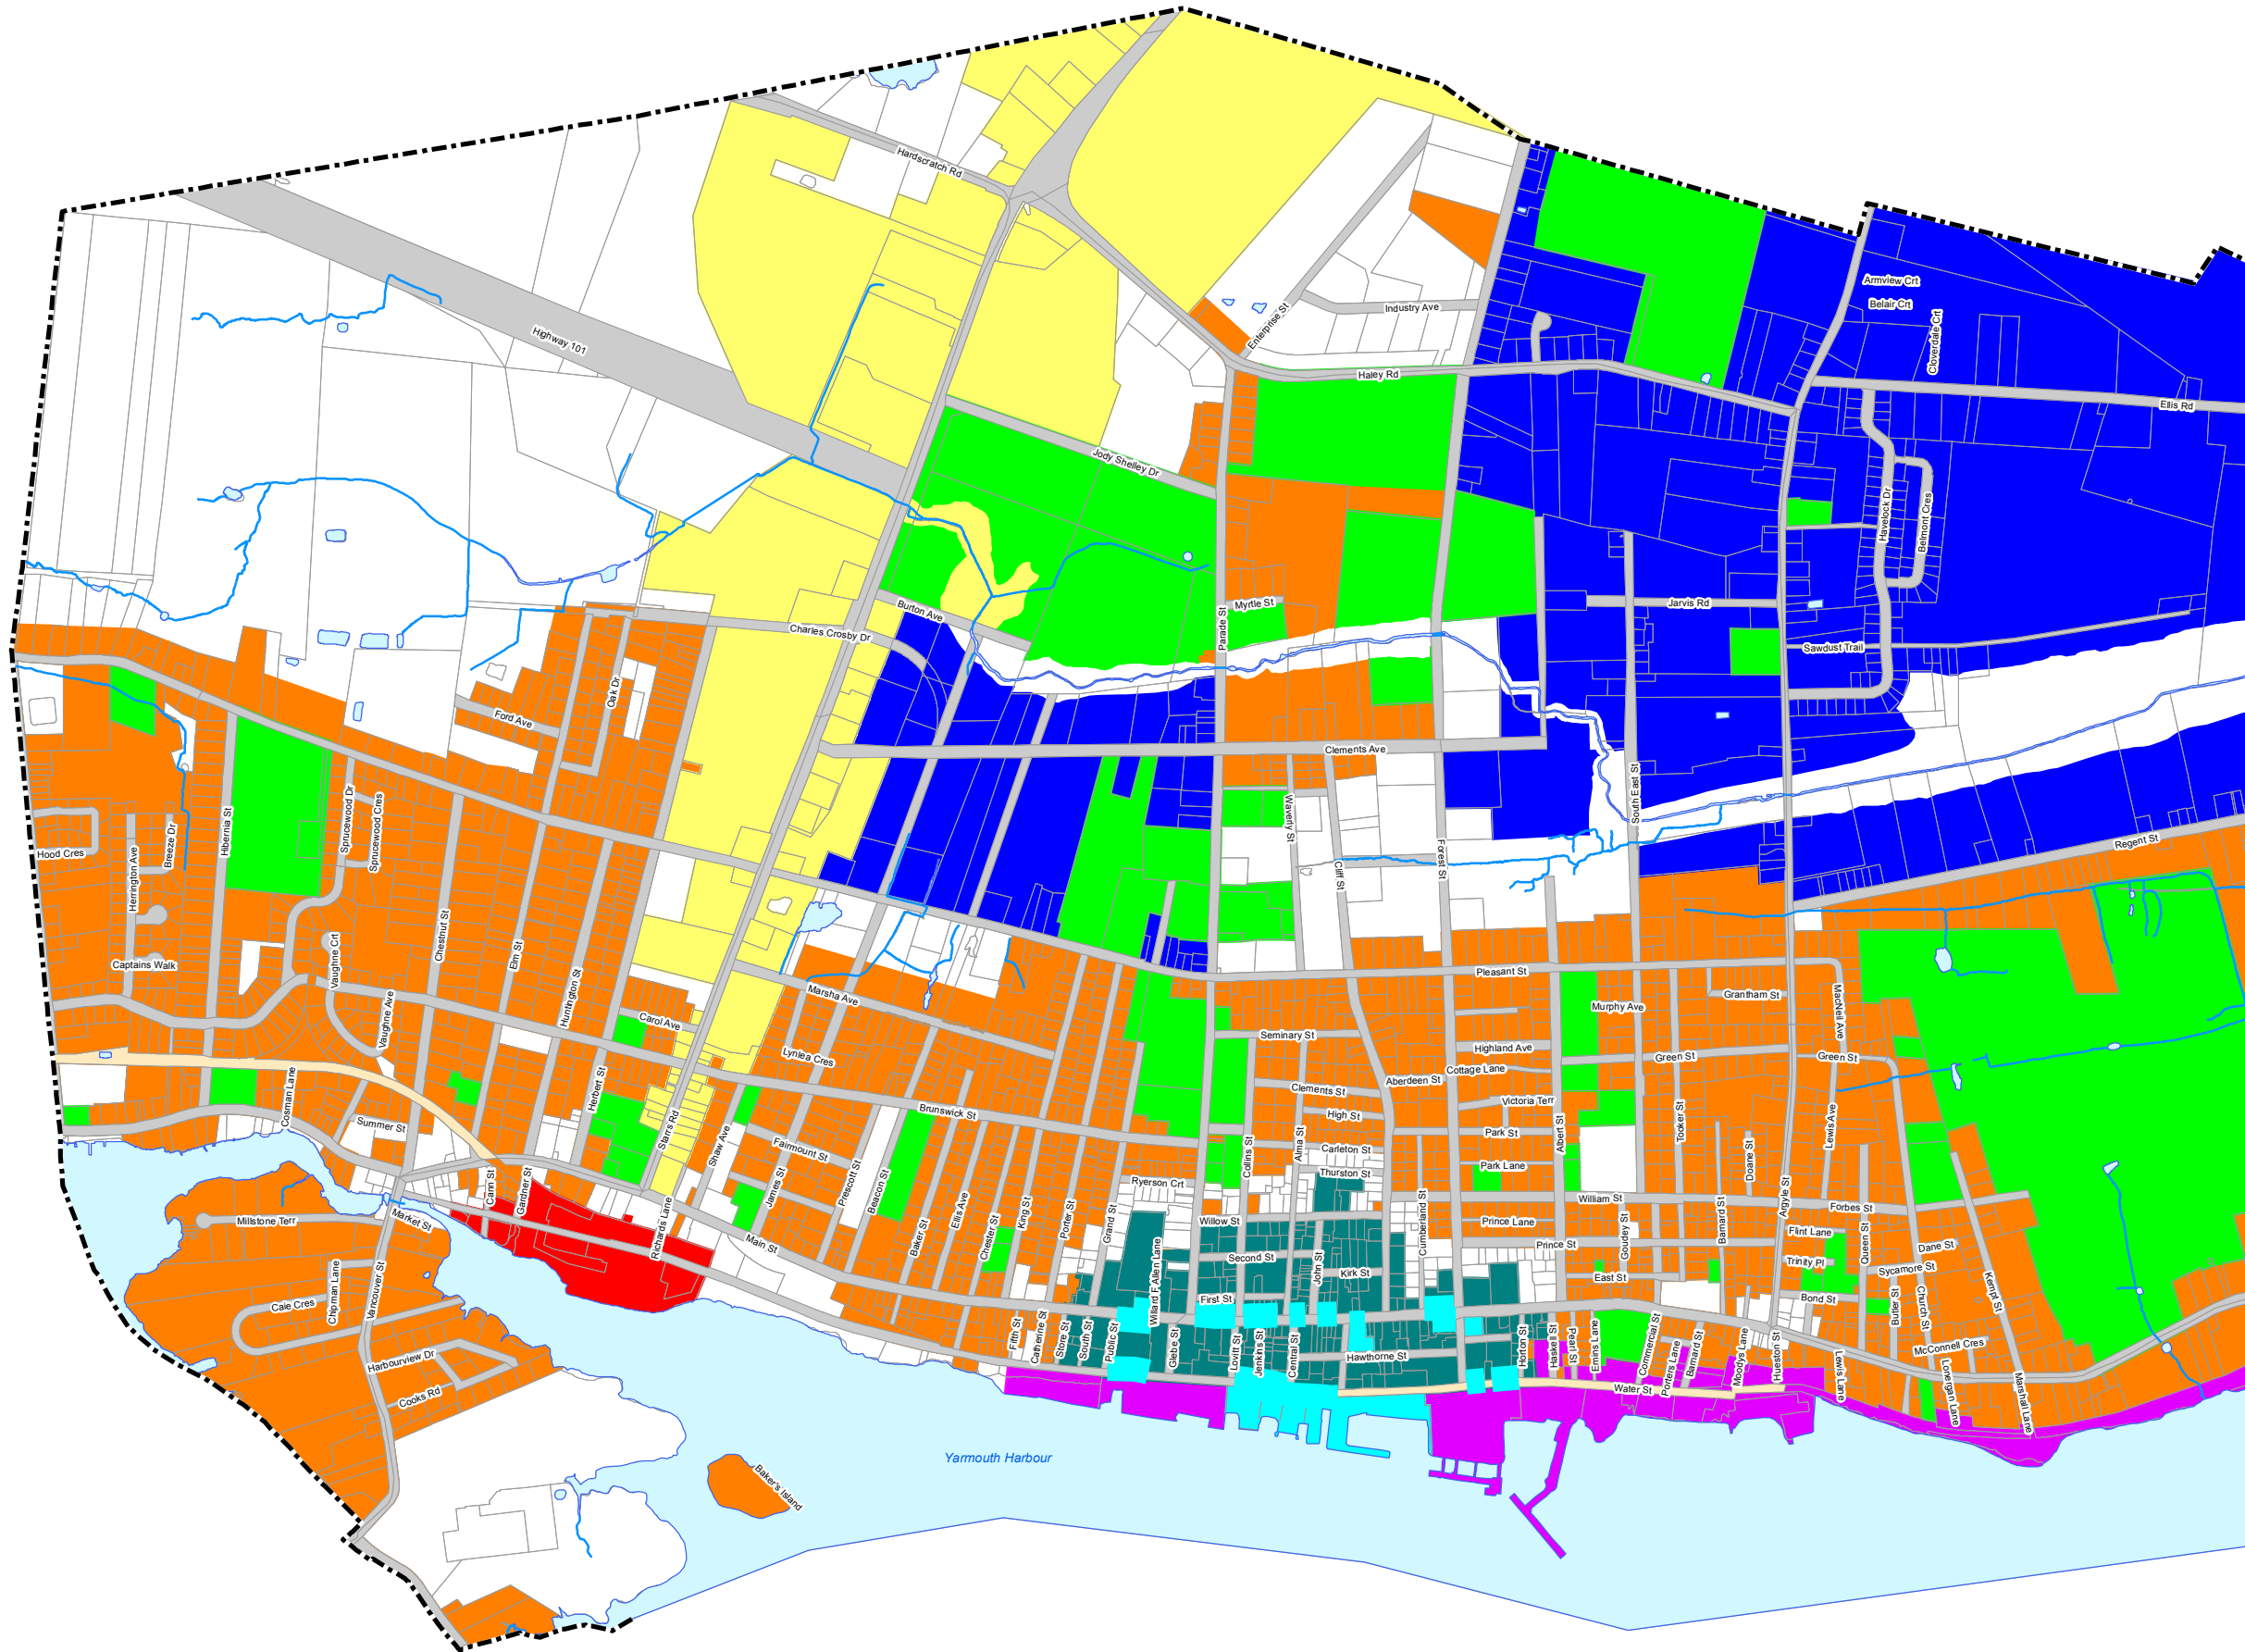 Hardscratch Rd
Highway 101
Enterprise St
Industry Ave
Haley Rd
Armview Crt
Belair Crt
Cloverdale Crt
Ellis Rd
Jody Shelley Dr
Havelock Dr
Belmont Cres
Burton Ave
Charles Crosby Dr
Myrtle St
Parade St
Jarvis Rd
Sawdust Trail
Oak Dr
Ford Ave
Clements Ave
Hibernia St
Sprucewood Dr
Sprucewood Cres
Hood Cres
Herrington Ave
Breeze Dr
Waverly St
Cliff St
Forest St
South East St
Regent St
Captains Walk
Vaughne Crt
Vaughne Ave
Chestnut St
Elm St
Huntington St
Carol Ave
Marsha Ave
Lynlea Cres
Pleasant St
Grantham St
Murphy Ave
MacNeil Ave
Seminary St
Highland Ave
Green St
Green St
Cottage Lane
Aberdeen St
Clements St
High St
Victoria Terr
Park St
Park Lane
Albert St
Tooker St
Doane St
Lewis Ave
Cosman Lane
Summer St
Herbert St
Starrs Rd
Shaw Ave
Brunswick St
Fairmount St
James St
Prescott St
Beacon St
Carleton St
Thurston St
Alma St
Collins St
Ryerson Crt
Cann St
Gardner St
Richards Lane
Main St
Baker St
Ellis Ave
Chester St
King St
Porter St
Grand St
Willard F. Allen Lane
Willow St
Second St
John St
Kirk St
First St
Cumberland St
William St
Prince Lane
Prince St
Goudey St
East St
Barnard St
Argyle St
Forbes St
Flint Lane
Trinity Pl
Queen St
Dane St
Sycamore St
Bond St
Butler St
Church St
Kempt St
McConnell Cres
Millstone Terr
Market St
Chipman Lane
Vancouver St
Caie Cres
Harbourview Dr
Cooks Rd
Fifth St
Catherine St
Store St
South St
Public St
Glebe St
Lovitt St
Jenkins St
Central St
Hawthorne St
Horton St
Haskell St
Pearl St
Emins Lane
Commercial St
Porters Lane
Barnard St
Moodys Lane
Hueston St
Lewis Lane
Lonergan Lane
Marshall Lane
Water St
Yarmouth Harbour
Baker's Island